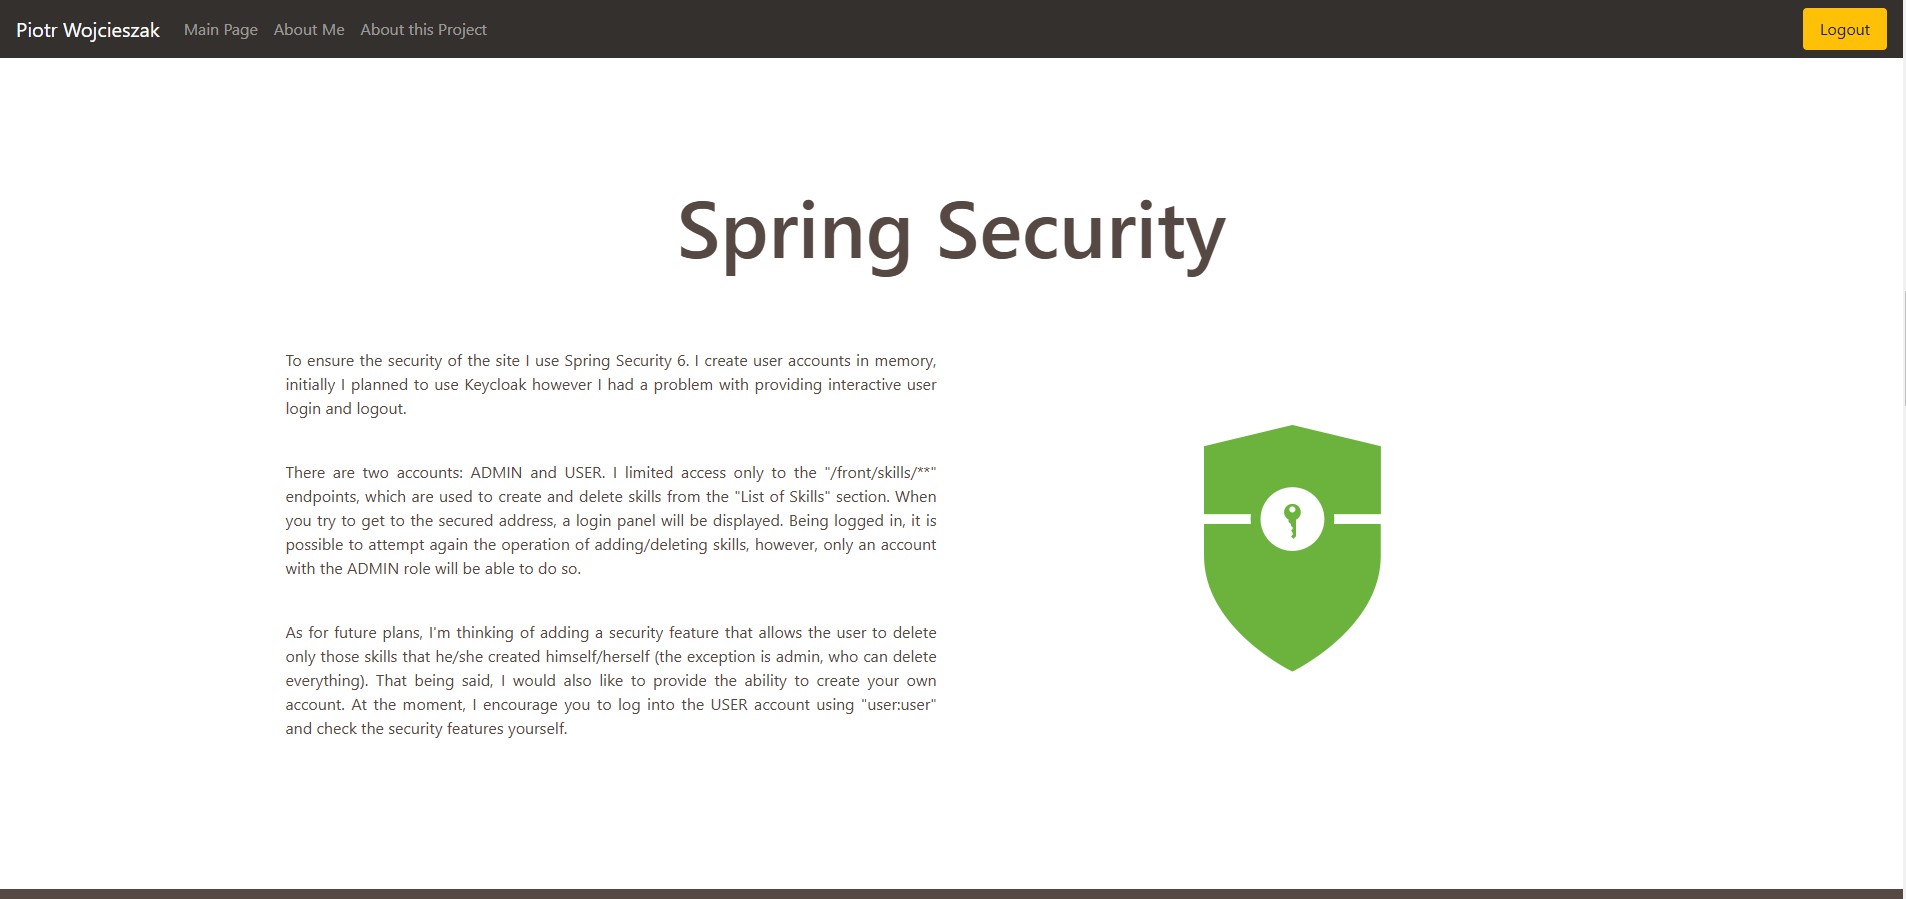 Piotr Wojcieszak Main Page About Me About this Project Logout
Spring Security
To ensure the security of the site I use Spring Security 6. I create user accounts in memory,
initially I planned to use Keycloak however I had a problem with providing interactive user
login and logout.
There are two accounts: ADMIN and USER. I limited access only to the "/front/skills/**"
endpoints, which are used to create and delete skills from the "List of Skills" section. When
you try to get to the secured address, a login panel will be displayed. Being logged in, it is
possible to attempt again the operation of adding/deleting skills, however, only an account
with the ADMIN role will be able to do so.
As for future plans, I'm thinking of adding a security feature that allows the user to delete
only those skills that he/she created himself/herself (the exception is admin, who can delete
everything). That being said, I would also like to provide the ability to create your own
account. At the moment, I encourage you to log into the USER account using "user:user"
and check the security features yourself.